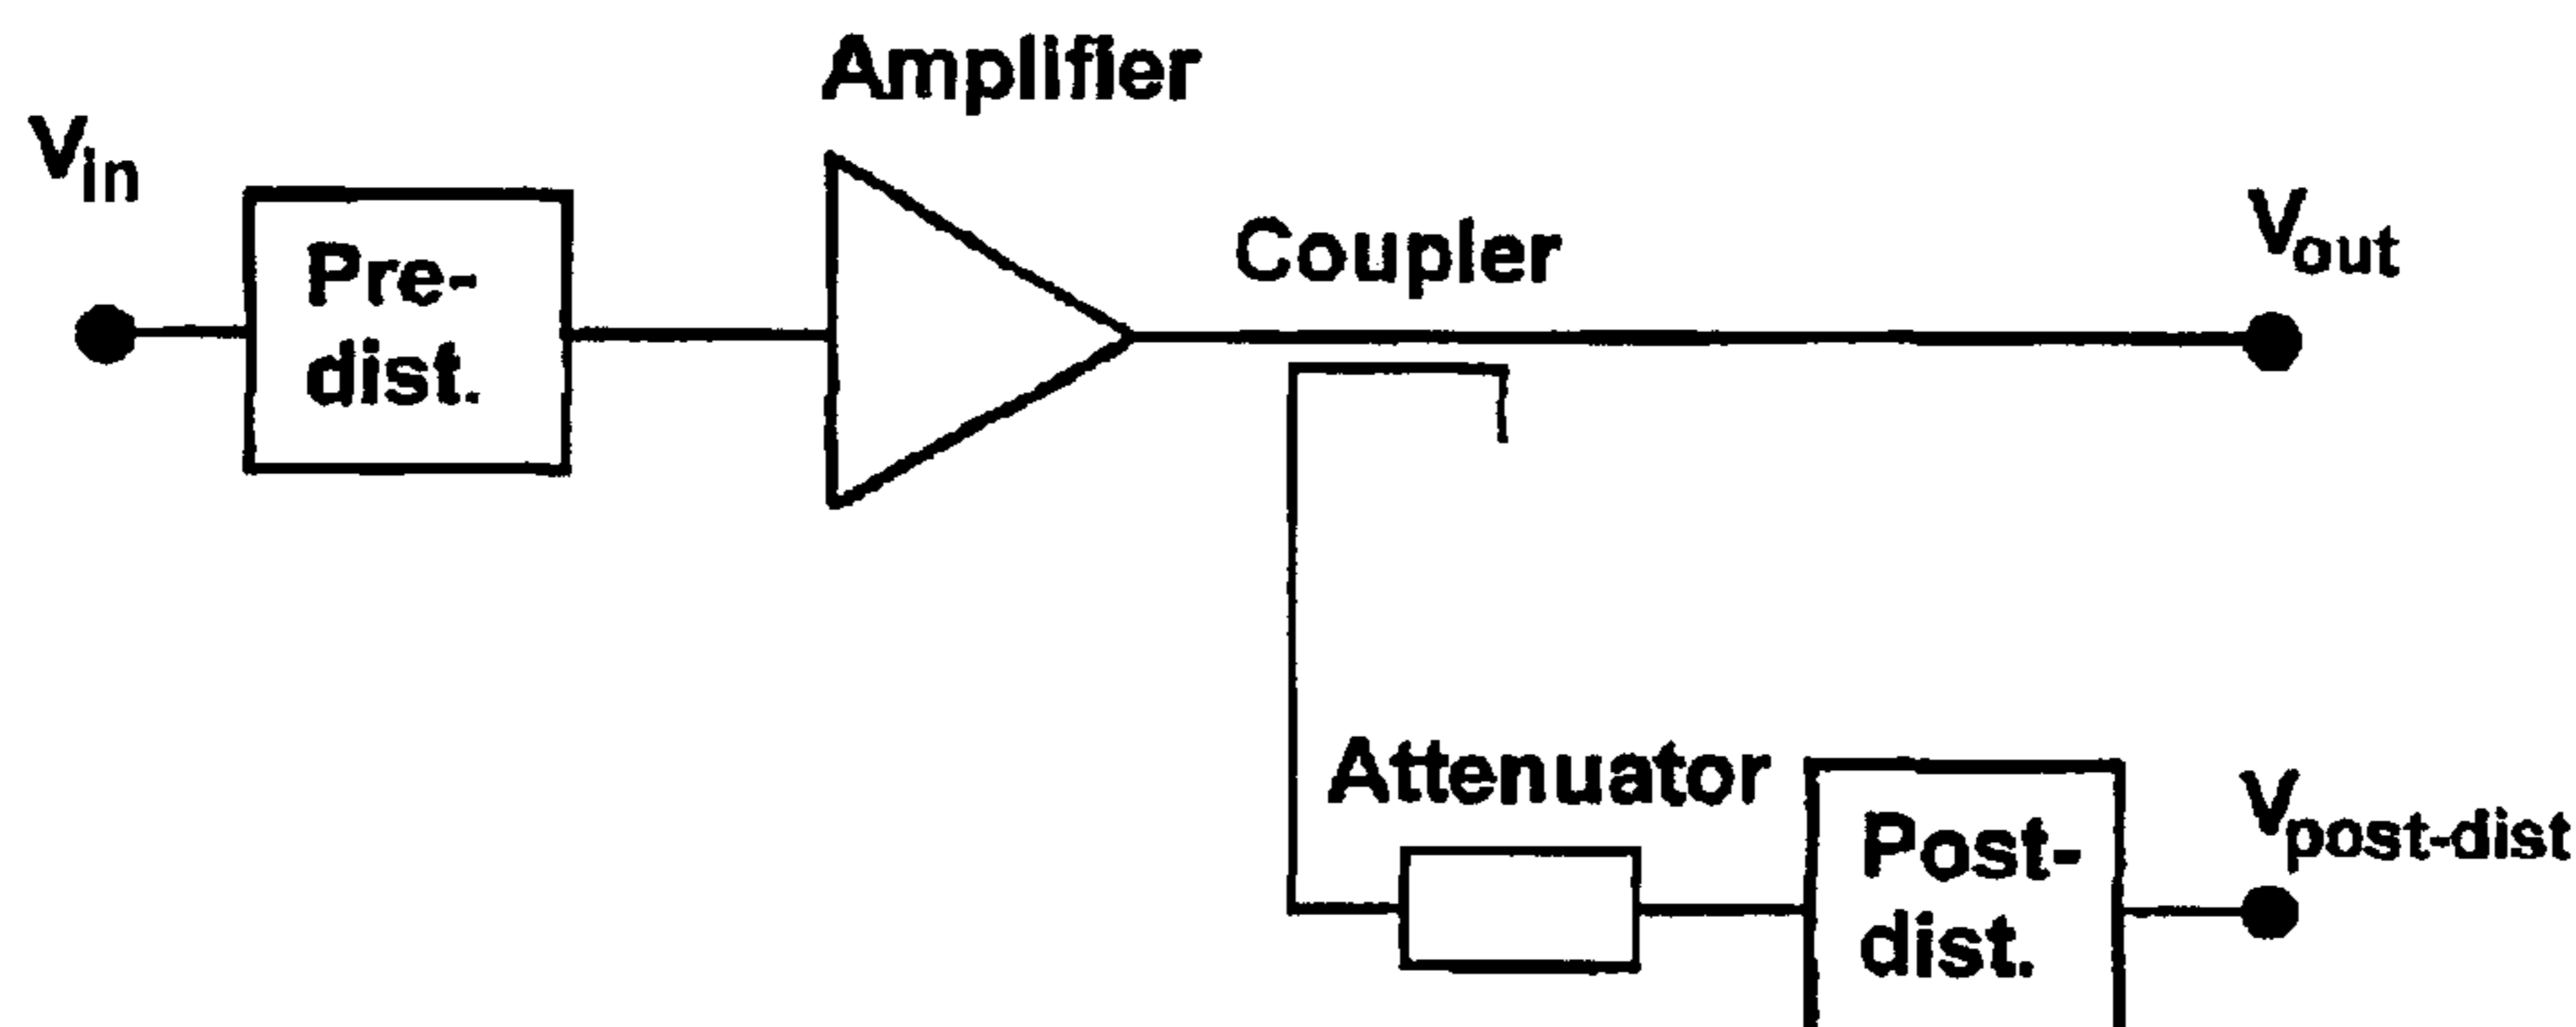 Amplifier
Vin
Pre-
dist.
Coupler
Vout
Attenuator
Post-
dist.
Vpost-dist